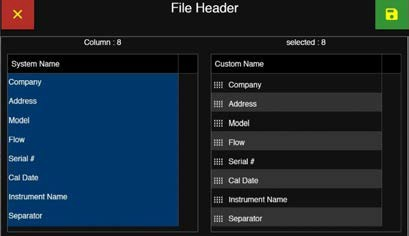 File Header
Column : 8
selected : 8
System Name
Custom Name
Company
Address
Model
Flow
Serial #
Cal Date
Instrument Name
Separator
Company
Address
Model
Flow
Serial #
Cal Date
Instrument Name
Separator